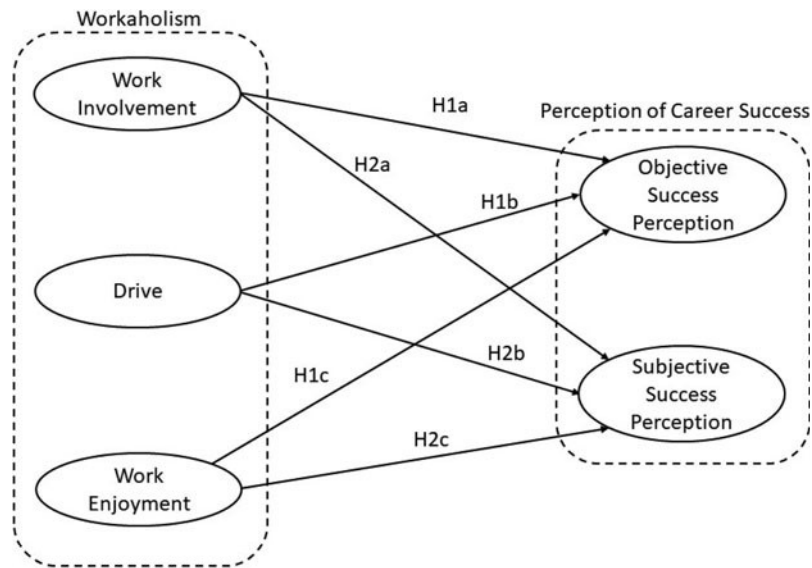 Workaholism
Work
Involvement
H1a
Perception of Career Success
H2a
Objective
Success
Perception
H1b
Drive
H2b
H1c
Subjective
Success
Perception
H2c
Work
Enjoyment